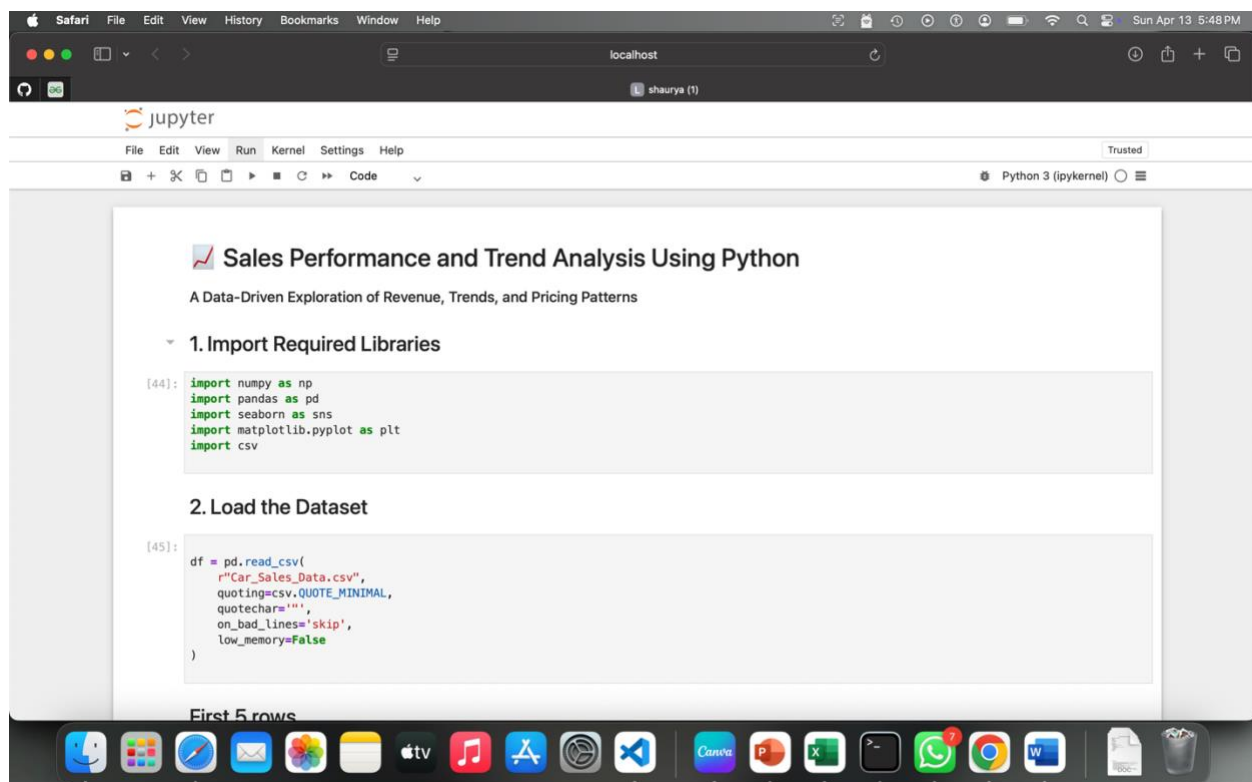 Safari File Edit View History Bookmarks Window Help Sun Apr 13 5:48 PM
localhost
shaurya (1)
jupyter
File Edit View Run Kernel Settings Help Trusted
Code Python 3 (ipykernel)
Sales Performance and Trend Analysis Using Python
A Data-Driven Exploration of Revenue, Trends, and Pricing Patterns
1. Import Required Libraries
[44]: import numpy as np
import pandas as pd
import seaborn as sns
import matplotlib.pyplot as plt
import csv
2. Load the Dataset
[45]:
df = pd.read_csv(
r"Car_Sales_Data.csv",
quoting=csv.QUOTE_MINIMAL,
quotechar='"',
on_bad_lines='skip',
low_memory=False
)
First 5 rows
tv Canva P X >_ 7 W